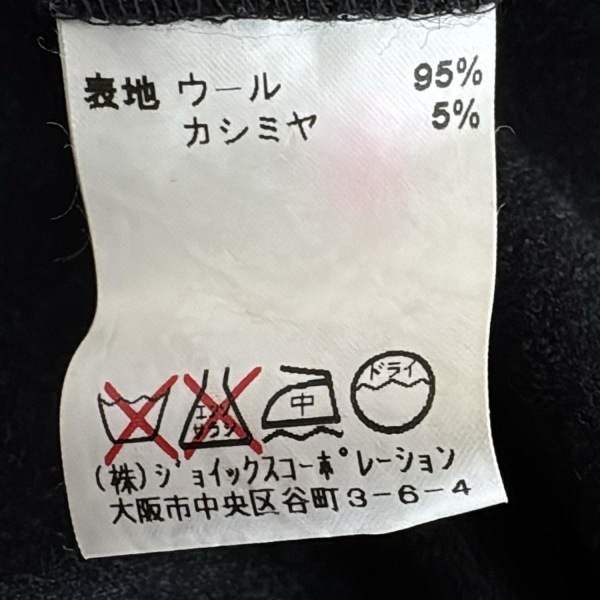 表地 ウール 95%
カシミヤ 5%
エンソ
サラシ
中
ドライ
(株)ジョイックスコーポレーション
大阪市中央区谷町3-6-4